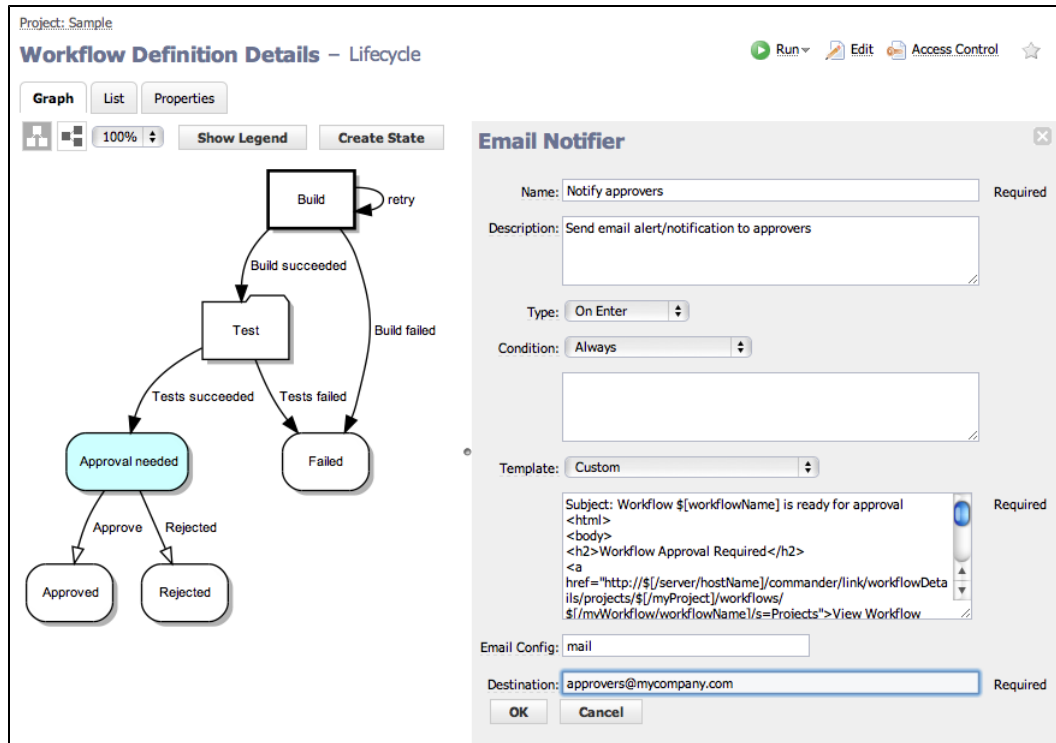 Project: Sample
Workflow Definition Details – Lifecycle
Run
Edit
Access Control
Graph
List
Properties
100%
Show Legend
Create State
Build
retry
Build succeeded
Test
Build failed
Tests succeeded
Tests failed
Approval needed
Failed
Approve
Rejected
Approved
Rejected
Email Notifier
Name: Notify approvers Required
Description: Send email alert/notification to approvers
Type: On Enter
Condition: Always
Template: Custom
Subject: Workflow $[workflowName] is ready for approval Required
<html>
<body>
<h2>Workflow Approval Required</h2>
<a
href="http://$[/server/hostName]/commander/link/workflowDeta
ils/projects/$[/myProject]/workflows/
$[/myWorkflow/workflowName]/s=Projects">View Workflow
Email Config: mail
Destination: approvers@mycompany.com Required
OK
Cancel